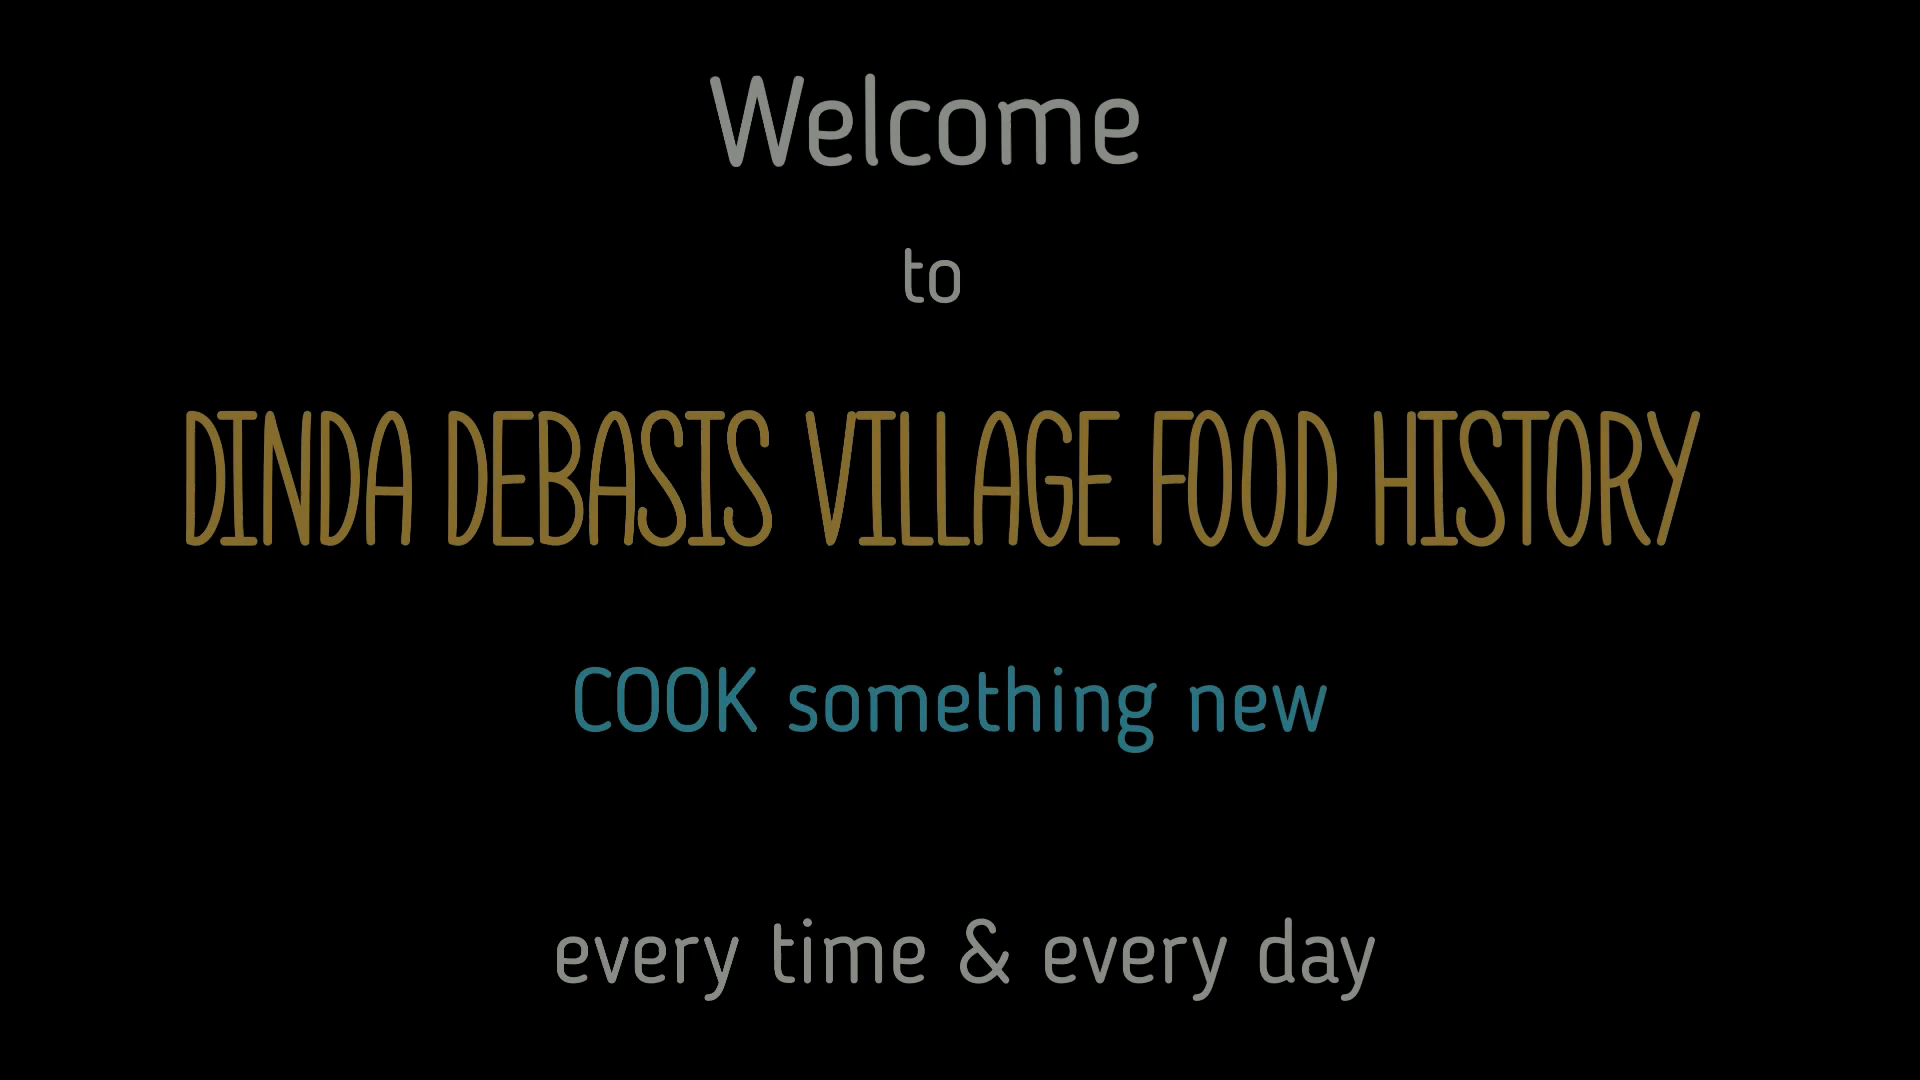 Welcome
to
DINDA DEBASIS VILLAGE FOOD HISTORY
COOK something new
every time & every day